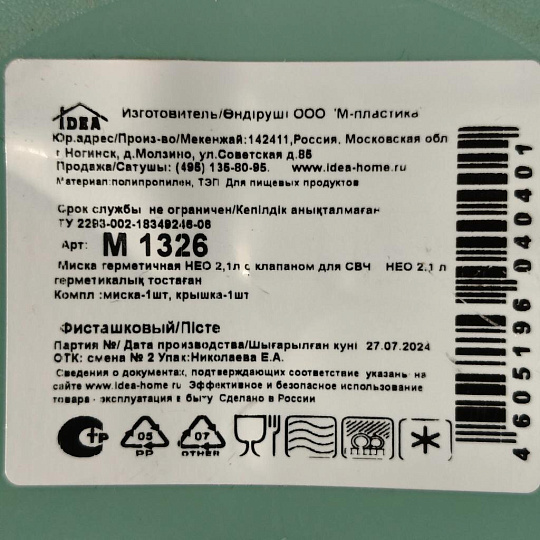 IDEA
Изготовитель/Өндіруші ООО "М-пластика"
Юр.адрес/Произ-во/Мекенжай:142411,Россия, Московская обл
г Ногинск, д.Молзино, ул.Советская д.86
Продажа/Сатушы: (495) 135-80-95. www.idea-home.ru
Материал:полипропилен, ТЭП Для пищевых продуктов
Срок службы не ограничен/Кепілдік анықталмаған
ТУ 2293-002-18349246-06
Арт: М 1326
Миска герметичная НЕО 2,1л с клапаном для СВЧ НЕО 2,1 л
герметикалық тостаған
Компл :миска-1шт, крышка-1шт
Фисташковый/Пісте
Партия №/ Дата производства/Шығарылған күні 27.07.2024
ОТК: смена № 2 Упак:Николаева Е.А.
Сведения о документах, подтверждающих соответствие указаны на
сайте www.idea-home ru Эффективное и безопасное использование
товара - эксплуатация в быту Сделано в России
СТР
05
PP
07
OTHER
4605196040401